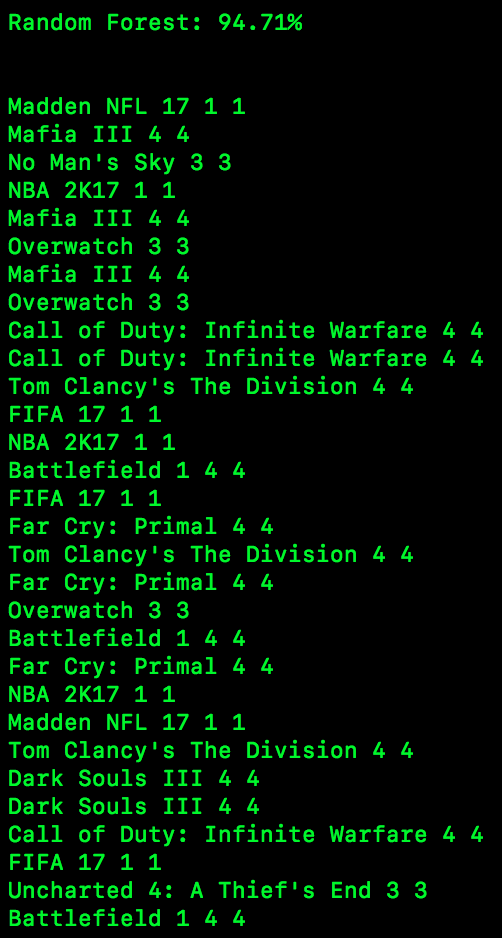 Random Forest: 94.71%
Madden NFL 17 1 1
Mafia III 4 4
No Man's Sky 3 3
NBA 2K17 1 1
Mafia III 4 4
Overwatch 3 3
Mafia III 4 4
Overwatch 3 3
Call of Duty: Infinite Warfare 4 4
Call of Duty: Infinite Warfare 4 4
Tom Clancy's The Division 4 4
FIFA 17 1 1
NBA 2K17 1 1
Battlefield 1 4 4
FIFA 17 1 1
Far Cry: Primal 4 4
Tom Clancy's The Division 4 4
Far Cry: Primal 4 4
Overwatch 3 3
Battlefield 1 4 4
Far Cry: Primal 4 4
NBA 2K17 1 1
Madden NFL 17 1 1
Tom Clancy's The Division 4 4
Dark Souls III 4 4
Dark Souls III 4 4
Call of Duty: Infinite Warfare 4 4
FIFA 17 1 1
Uncharted 4: A Thief's End 3 3
Battlefield 1 4 4